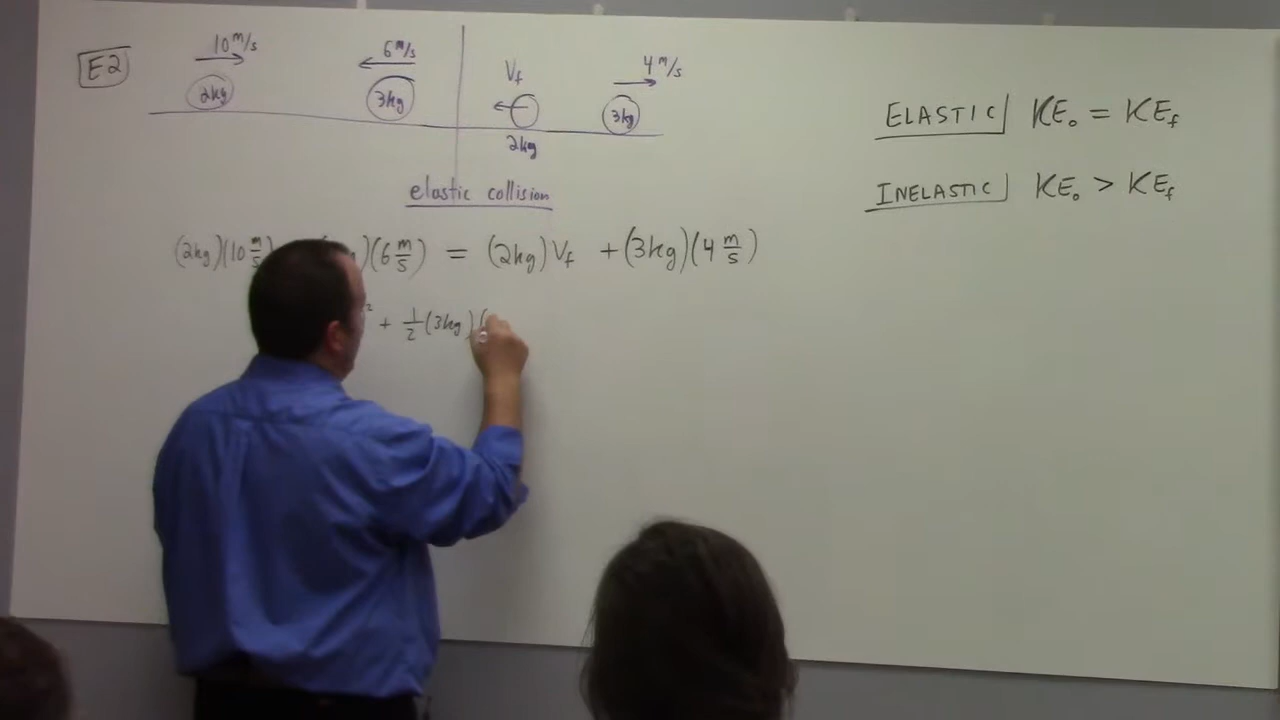 E2
10 m/s 6 m/s Vf 4 m/s
2kg 3kg 3kg
2kg
elastic collision
(2kg)(10 m/s )(6 m/s) = (2kg)Vf + (3kg)(4 m/s)
² + 1/2 (3kg)(
ELASTIC KE₀ = KEf
INELASTIC KE₀ > KEf